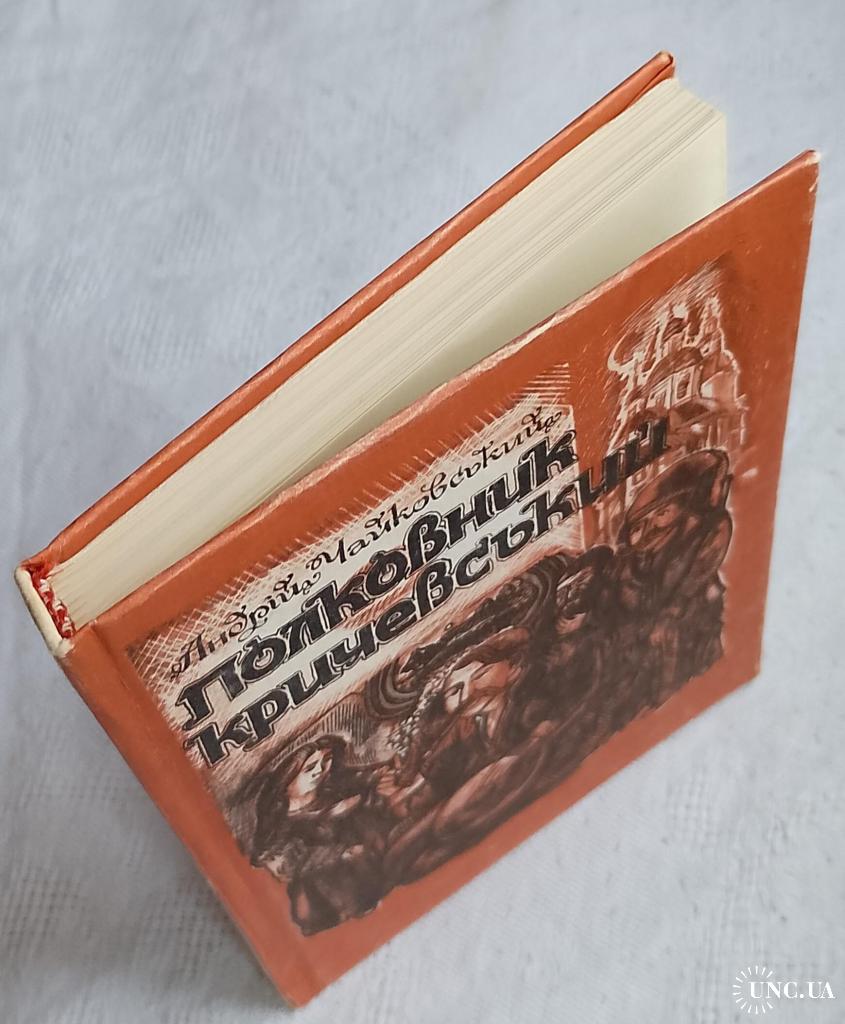 Андрій Чайковський
Полковник
Кричевський
UNC.UA